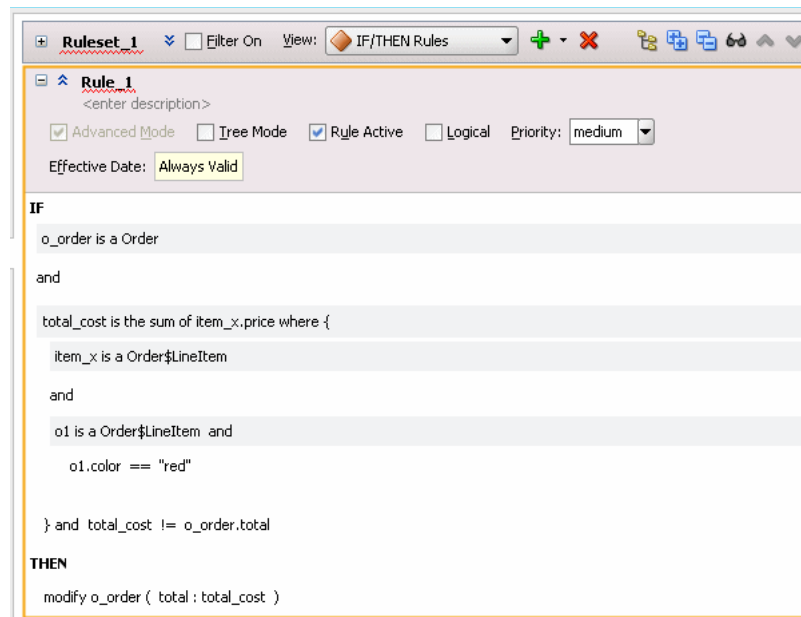 Ruleset_1 Filter On View: IF/THEN Rules
Rule_1
<enter description>
Advanced Mode Tree Mode Rule Active Logical Priority: medium
Effective Date: Always Valid
IF
o_order is a Order
and
total_cost is the sum of item_x.price where {
item_x is a Order$LineItem
and
o1 is a Order$LineItem and
o1.color == "red"
} and total_cost != o_order.total
THEN
modify o_order ( total : total_cost )